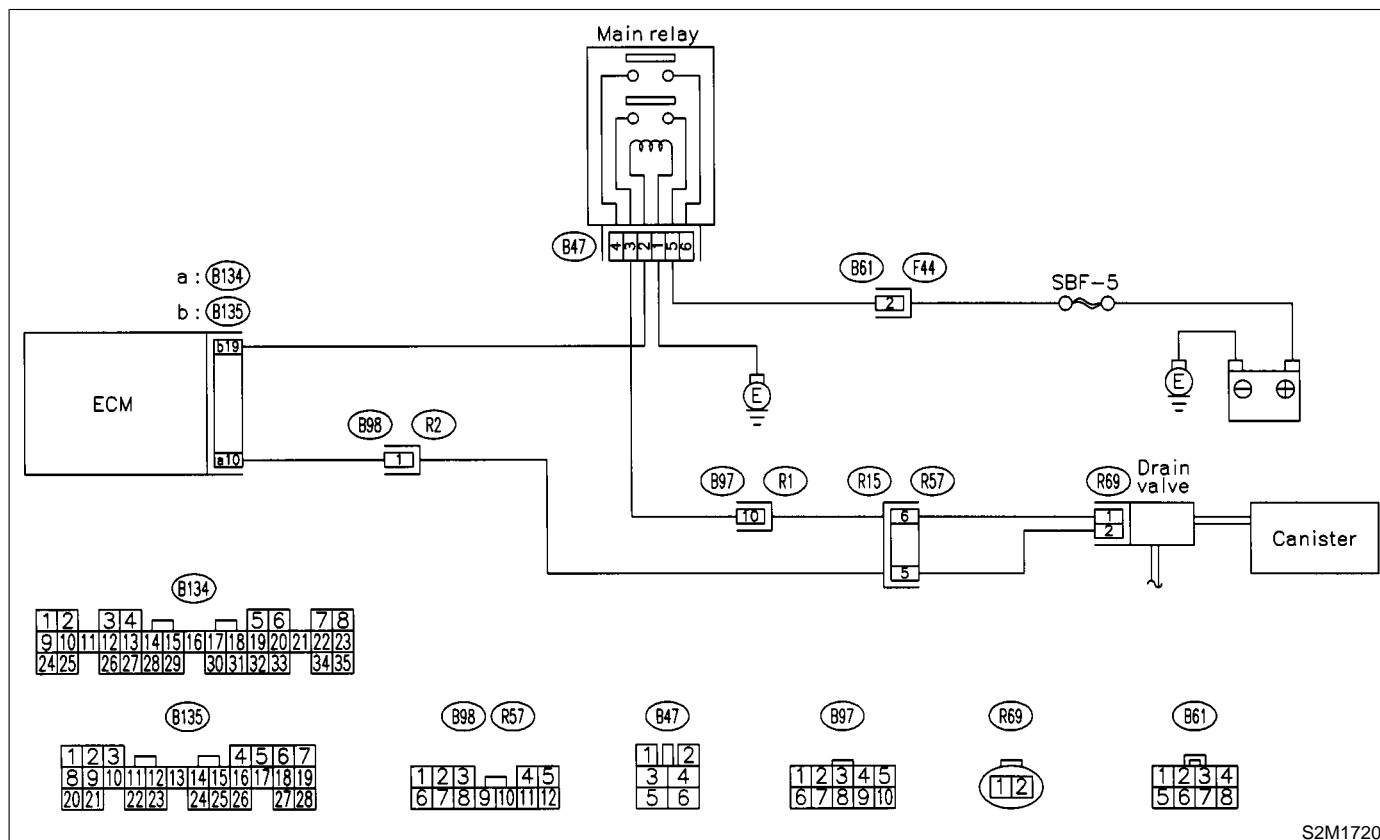 Main relay
B47
4 3 2 1 5 6
B61 F44
2
SBF-5
a : B134
b : B135
b19
ECM
a10
E
E
⊖ ⊕
B98 R2
1
B97 R1
10
R15 R57
6
5
R69
Drain
valve
1
2
Canister
B134
1 2 3 4 5 6 7 8
9 10 11 12 13 14 15 16 17 18 19 20 21 22 23
24 25 26 27 28 29 30 31 32 33 34 35
B135
1 2 3 4 5 6 7
8 9 10 11 12 13 14 15 16 17 18 19
20 21 22 23 24 25 26 27 28
B98 R57
1 2 3 4 5
6 7 8 9 10 11 12
B47
1 2
3 4
5 6
B97
1 2 3 4 5
6 7 8 9 10
R69
1 2
B61
1 2 3 4
5 6 7 8
S2M1720